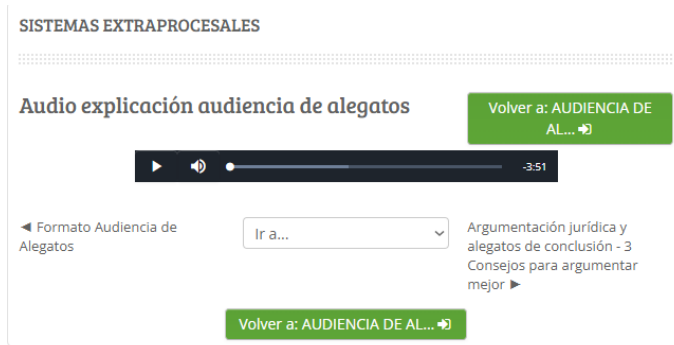 SISTEMAS EXTRAPROCESALES
Audio explicación audiencia de alegatos
Volver a: AUDIENCIA DE
AL...
-3:51
◄ Formato Audiencia de
Alegatos
Ir a...
Argumentación jurídica y
alegatos de conclusión - 3
Consejos para argumentar
mejor ►
Volver a: AUDIENCIA DE AL...